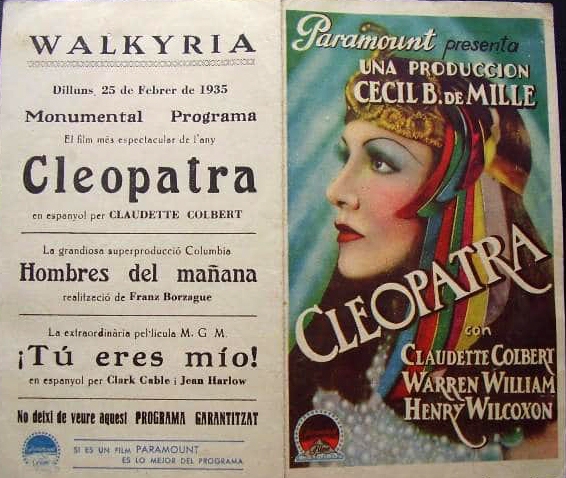 WALKYRIA
Dilluns, 25 de Febrer de 1935
Monumental Programa
El film més espectacular de l'any
Cleopatra
en espanyol per CLAUDETTE COLBERT
La grandiosa superproducció Columbia
Hombres del mañana
realització de Franz Borzague
La extraordinària pel·lícula M. G. M.
¡Tú eres mío!
en espanyol per Clark Cable i Jean Harlow
No deixi de veure aquest PROGRAMA GARANTITZAT
Paramount
SI ES UN FILM PARAMOUNT
ES LO MEJOR DEL PROGRAMA
Paramount presenta
UNA PRODUCCION
CECIL B. DE MILLE
CLEOPATRA
con
CLAUDETTE COLBERT
WARREN WILLIAM
HENRY WILCOXON